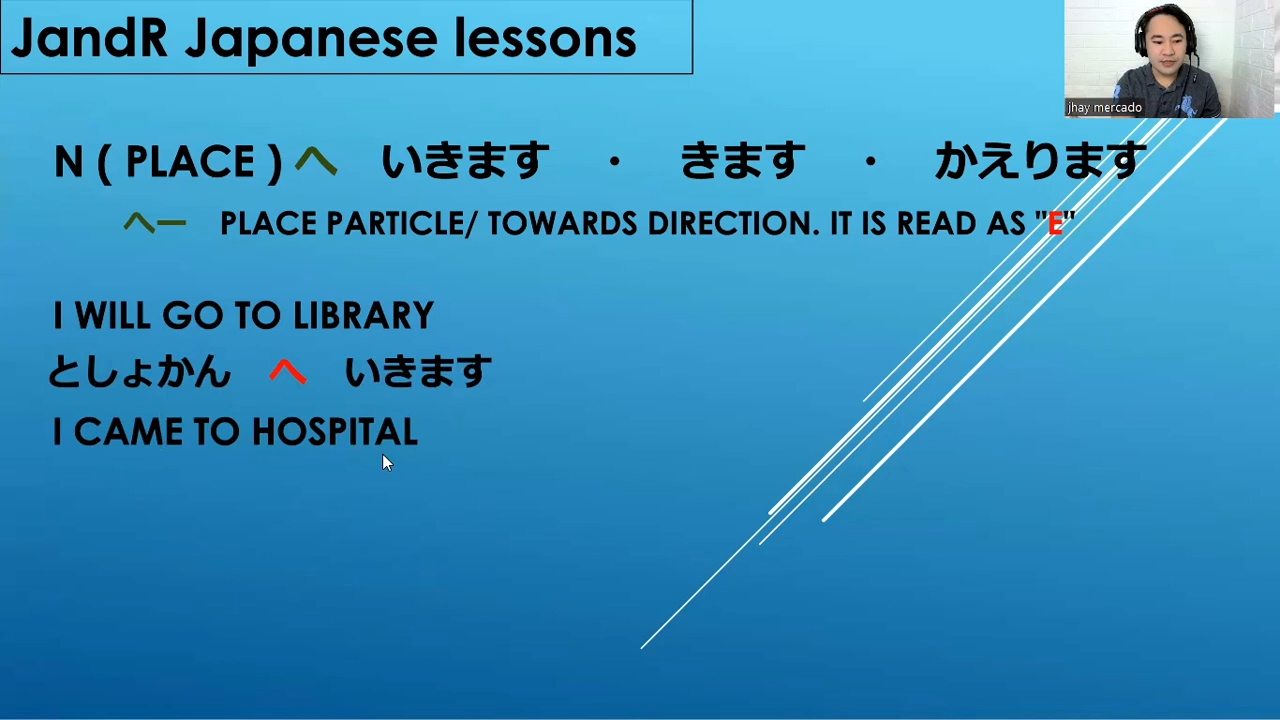 JandR Japanese lessons
jhay mercado
N ( PLACE ) へ いきます ・ きます ・ かえります
へー PLACE PARTICLE/ TOWARDS DIRECTION. IT IS READ AS "E"
I WILL GO TO LIBRARY
としょかん へ いきます
I CAME TO HOSPITAL